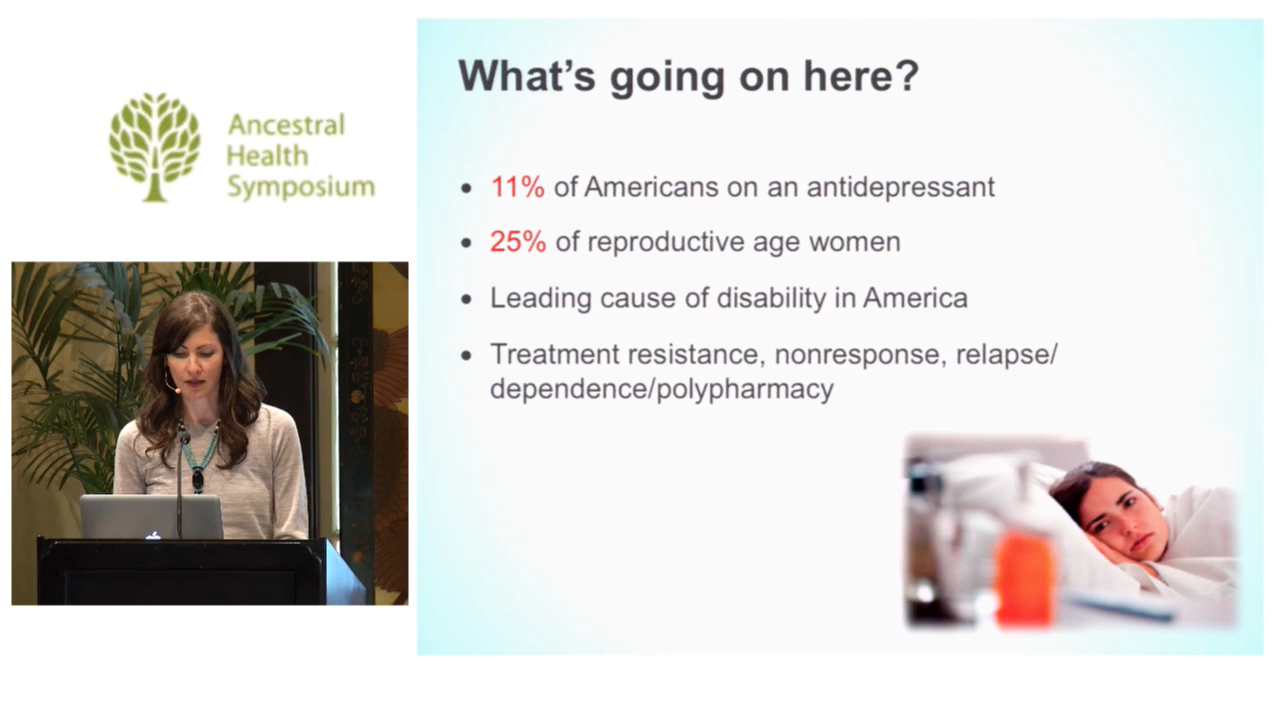 Ancestral
Health
Symposium
What's going on here?
• 11% of Americans on an antidepressant
• 25% of reproductive age women
• Leading cause of disability in America
• Treatment resistance, nonresponse, relapse/
dependence/polypharmacy